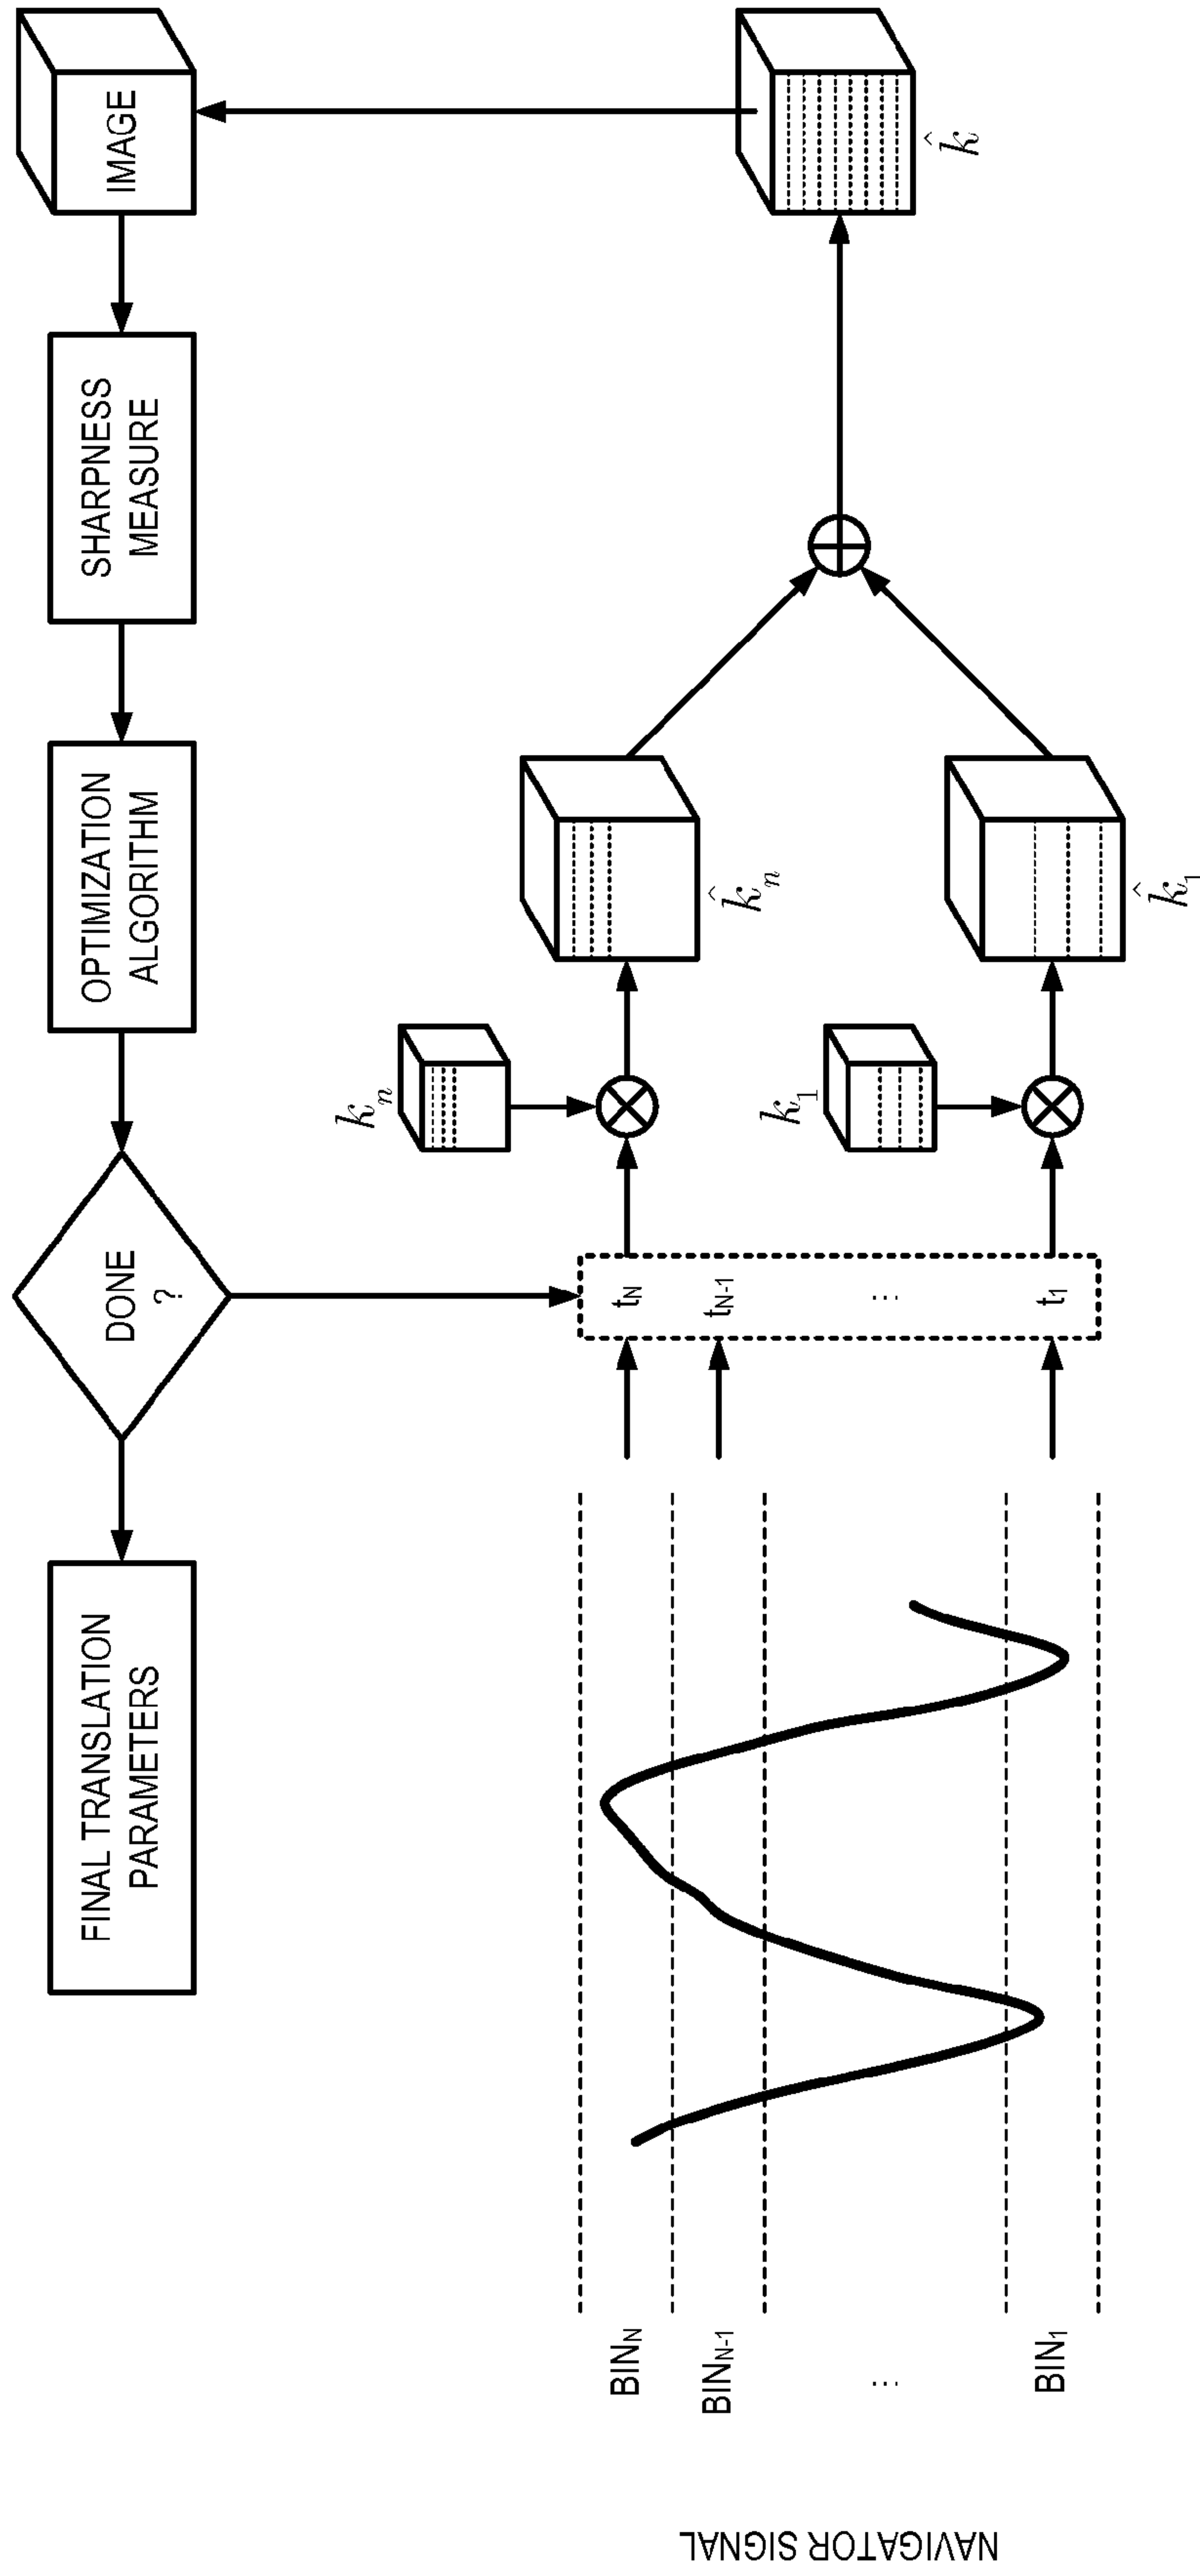 FINAL TRANSLATION
PARAMETERS
DONE
?
OPTIMIZATION
ALGORITHM
SHARPNESS
MEASURE
IMAGE
NAVIGATOR SIGNAL
BINN
BINN-1
...
BIN1
tN
tN-1
...
t1
kn
k1
k̂n
k̂1
k̂